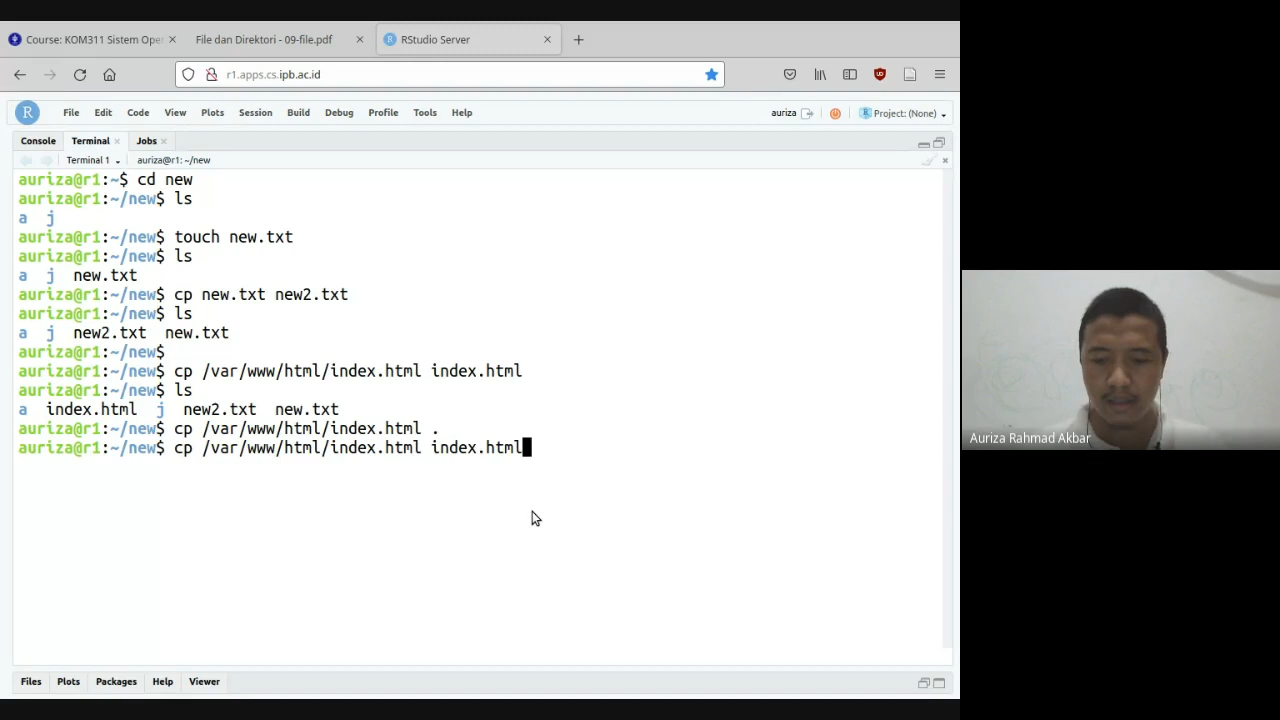 Course: KOM311 Sistem Ope
File dan Direktori - 09-file.pdf
RStudio Server
r1.apps.cs.ipb.ac.id
R
File Edit Code View Plots Session Build Debug Profile Tools Help
auriza
Project: (None)
Console Terminal Jobs
Terminal 1
auriza@r1: ~/new
auriza@r1:~$ cd new
auriza@r1:~/new$ ls
a j
auriza@r1:~/new$ touch new.txt
auriza@r1:~/new$ ls
a j new.txt
auriza@r1:~/new$ cp new.txt new2.txt
auriza@r1:~/new$ ls
a j new2.txt new.txt
auriza@r1:~/new$
auriza@r1:~/new$ cp /var/www/html/index.html index.html
auriza@r1:~/new$ ls
a index.html j new2.txt new.txt
auriza@r1:~/new$ cp /var/www/html/index.html .
auriza@r1:~/new$ cp /var/www/html/index.html index.html
Files Plots Packages Help Viewer
Auriza Rahmad Akbar